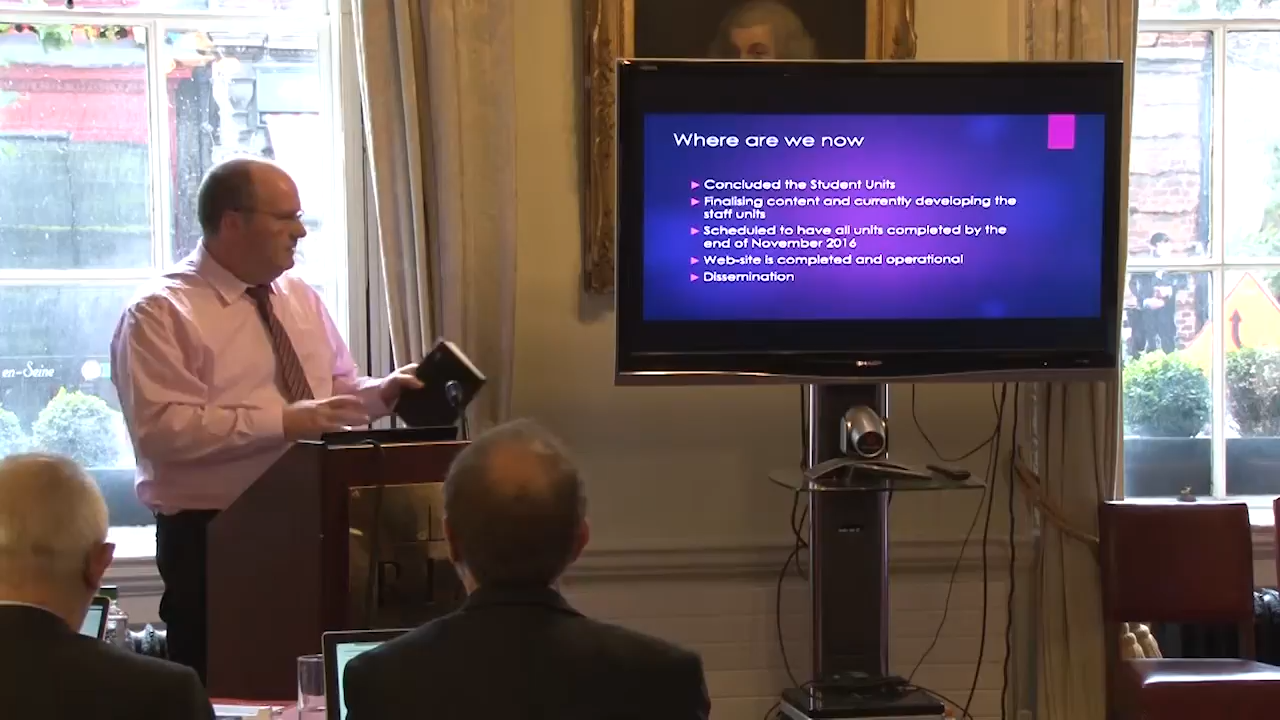 Where are we now
Concluded the Student Units
Finalising content and currently developing the
staff units
Scheduled to have all units completed by the
end of November 2016
Web-site is completed and operational
Dissemination
SHARP
en-Seine